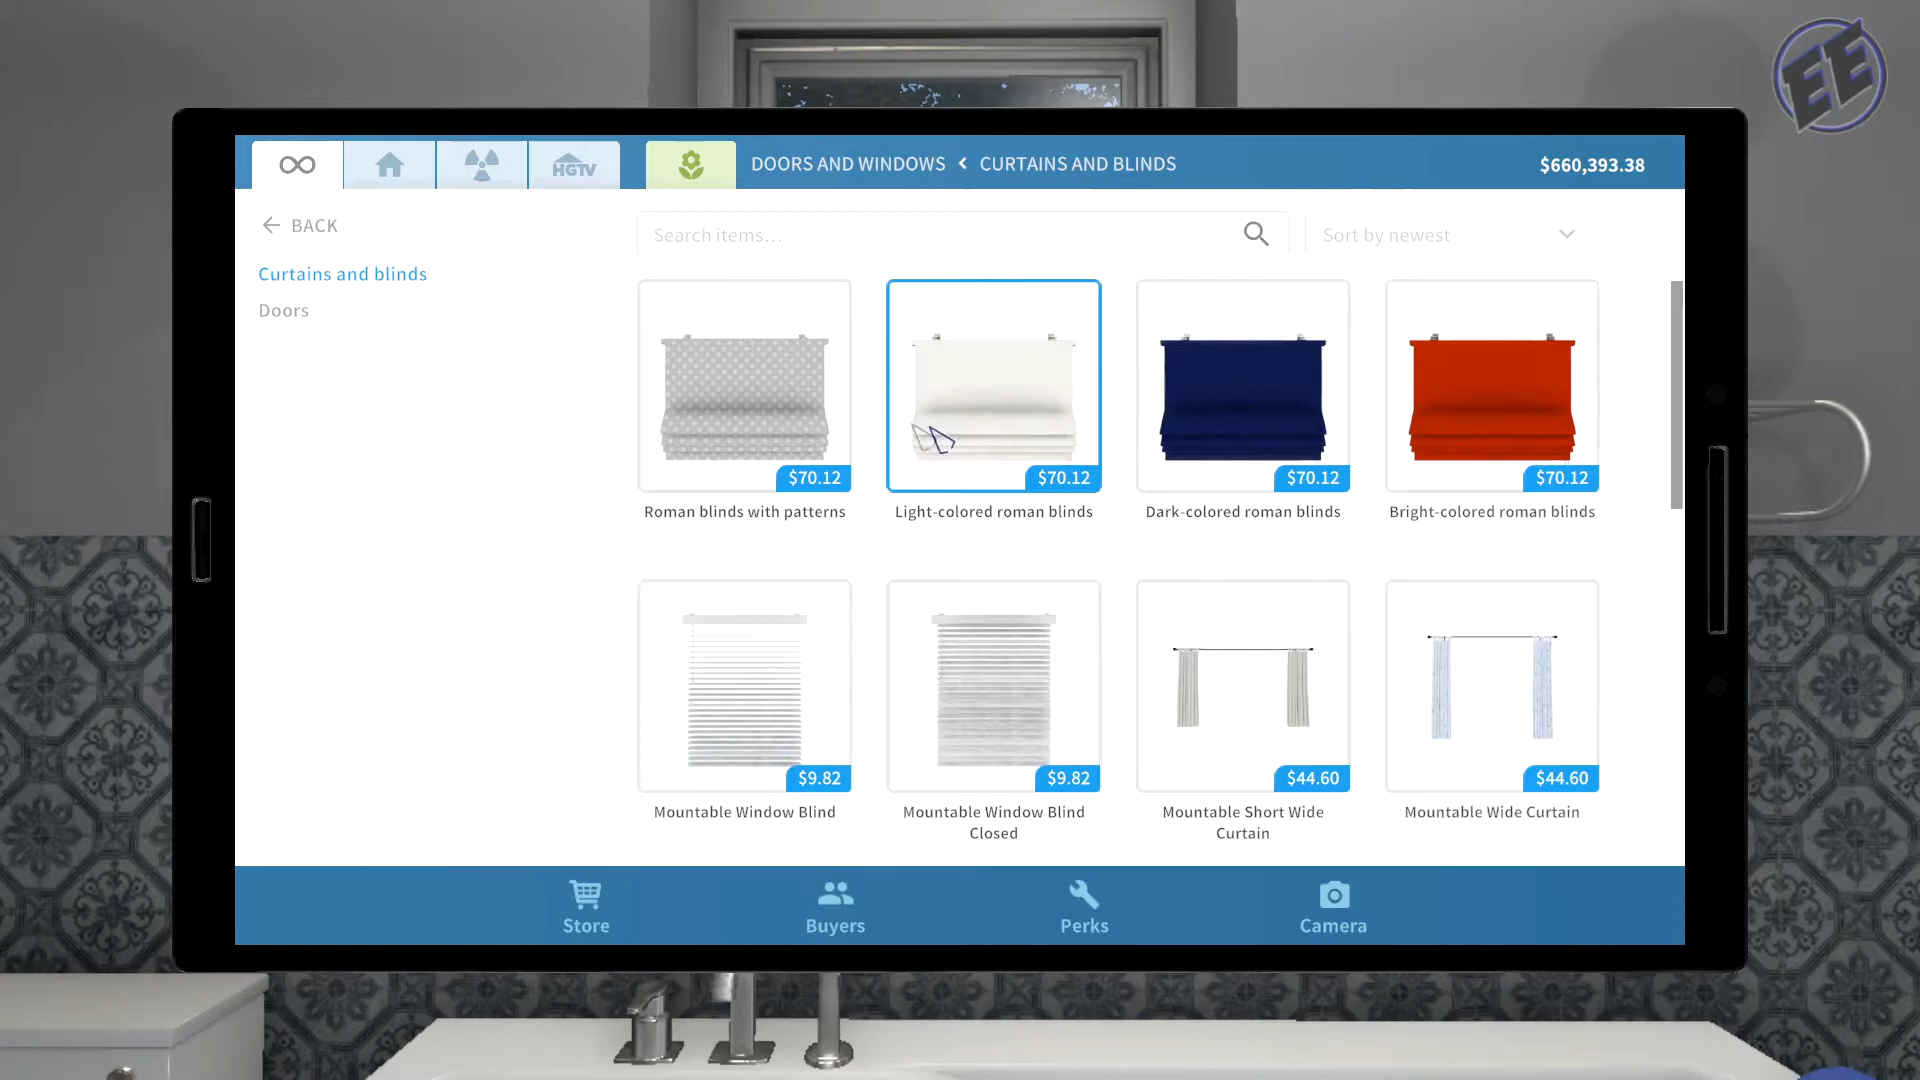 EE
HGTV
DOORS AND WINDOWS < CURTAINS AND BLINDS
$660,393.38
BACK
Curtains and blinds
Doors
Search items...
Sort by newest
$70.12
$70.12
$70.12
$70.12
Roman blinds with patterns
Light-colored roman blinds
Dark-colored roman blinds
Bright-colored roman blinds
$9.82
$9.82
$44.60
$44.60
Mountable Window Blind
Mountable Window Blind
Closed
Mountable Short Wide
Curtain
Mountable Wide Curtain
Store
Buyers
Perks
Camera